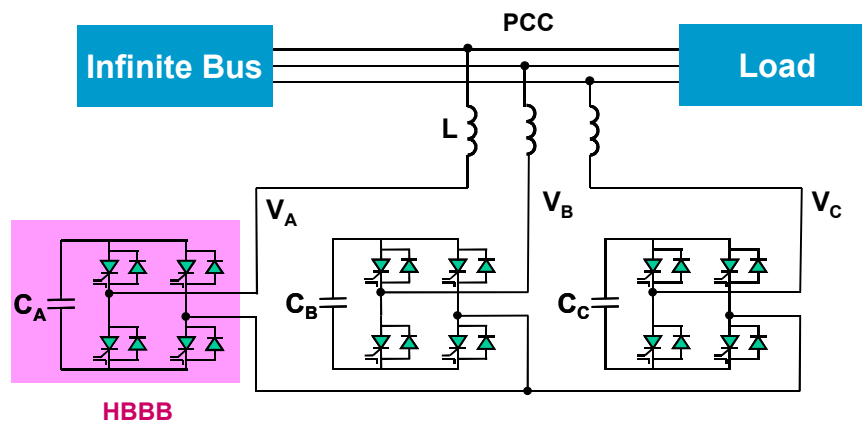 PCC
Infinite Bus
Load
L
V_A
V_B
V_C
C_A
C_B
C_C
HBBB